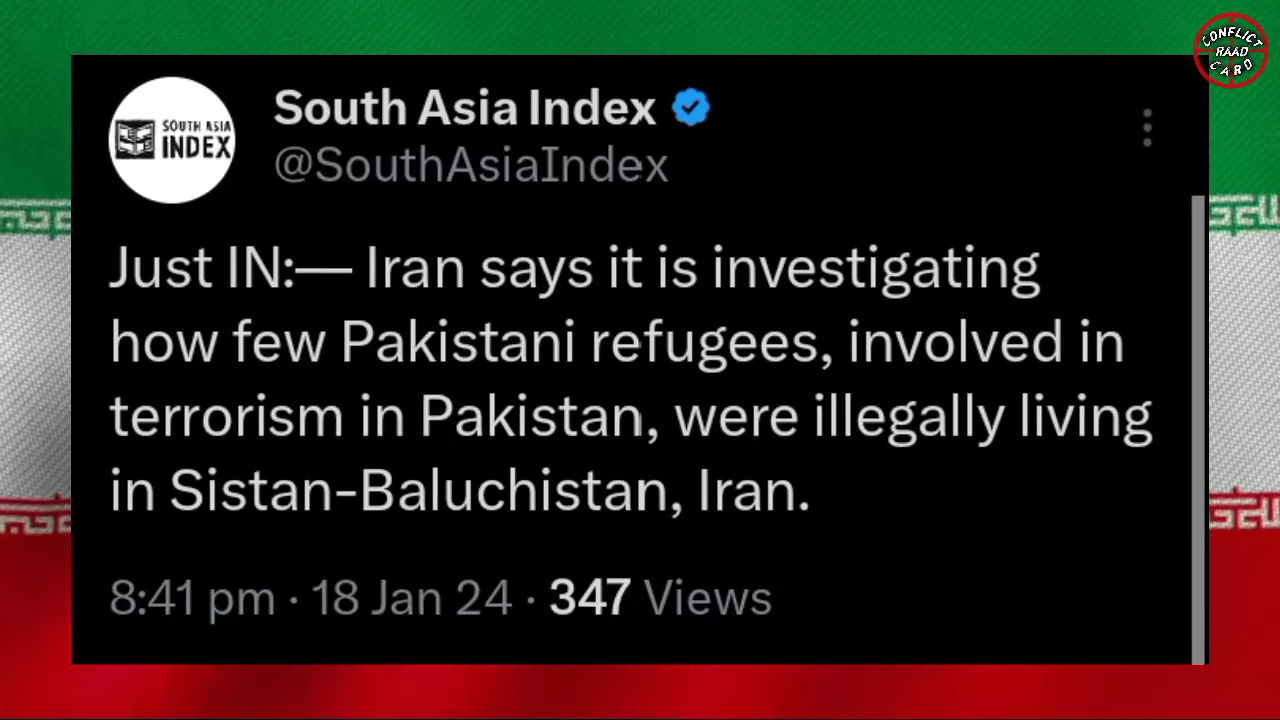 CONFLICT
RAAD
CARD
SOUTH ASIA
INDEX
South Asia Index
@SouthAsiaIndex
Just IN:— Iran says it is investigating
how few Pakistani refugees, involved in
terrorism in Pakistan, were illegally living
in Sistan-Baluchistan, Iran.
8:41 pm · 18 Jan 24 · 347 Views